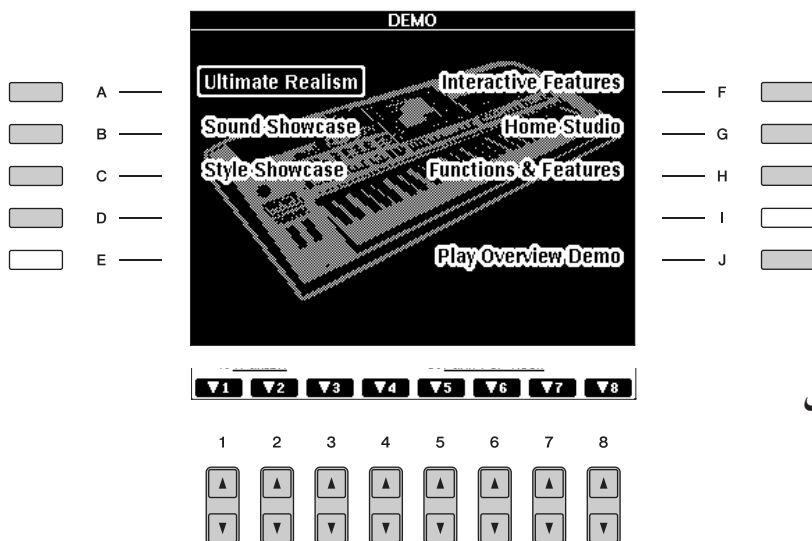 DEMO
A Ultimate Realism Interactive Features F
B Sound Showcase Home Studio G
C Style Showcase Functions & Features H
D I
E Play Overview Demo J
▼1 ▼2 ▼3 ▼4 ▼5 ▼6 ▼7 ▼8
1 2 3 4 5 6 7 8